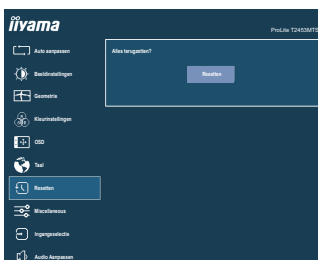 iiyama
ProLite T2453MTS
Auto aanpassen
Alles terugzetten?
Beeldinstellingen
Resetten
Geometrie
Kleurinstellingen
OSD
Taal
Resetten
Miscellaneous
Ingangsselectie
Audio Aanpassen